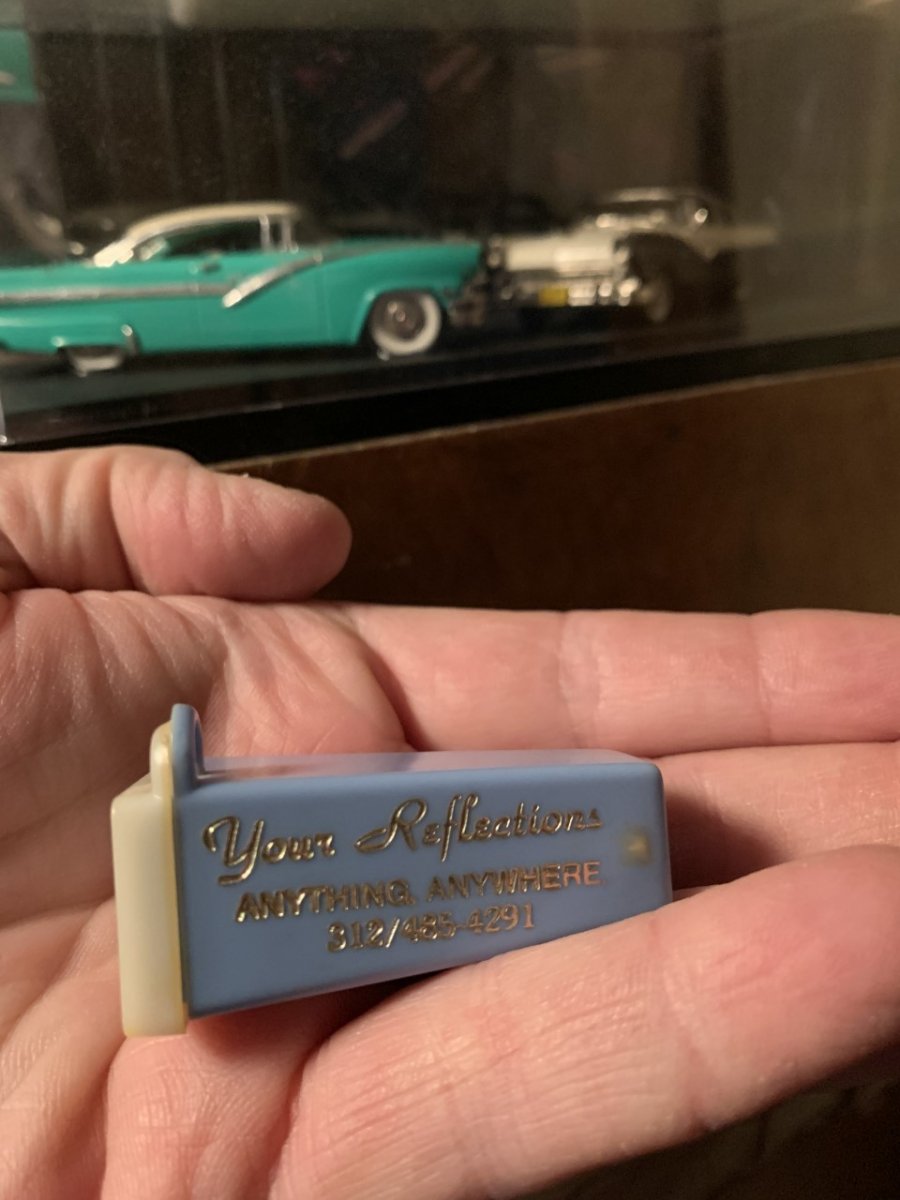 Your Reflections
ANYTHING, ANYWHERE
312/485-4291